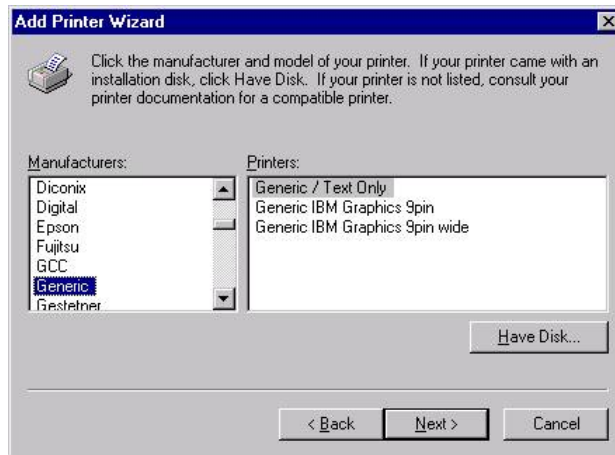 Add Printer Wizard
Click the manufacturer and model of your printer.  If your printer came with an
installation disk, click Have Disk.  If your printer is not listed, consult your
printer documentation for a compatible printer.
Manufacturers:
Diconix
Digital
Epson
Fujitsu
GCC
Generic
Gestetner
Printers:
Generic / Text Only
Generic IBM Graphics 9pin
Generic IBM Graphics 9pin wide
Have Disk...
< Back
Next >
Cancel